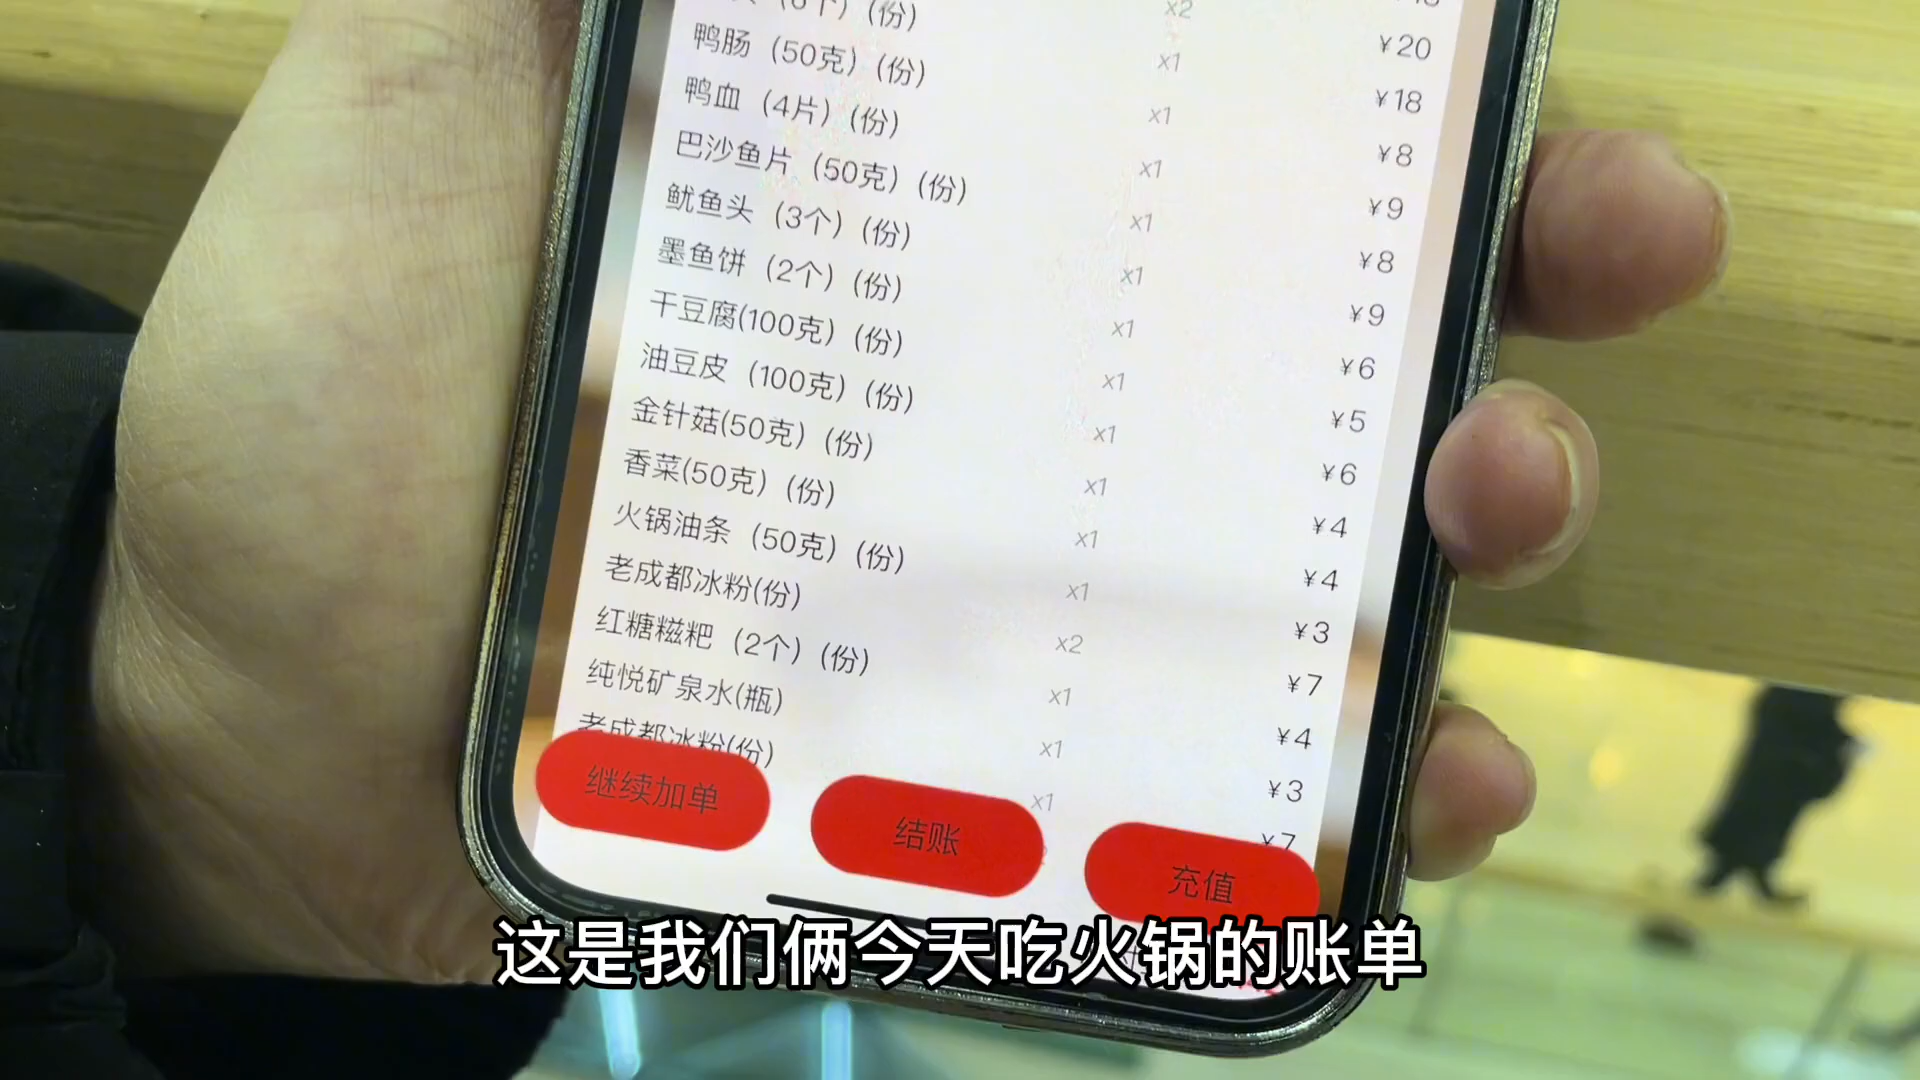 x2 ¥20
(份) x1 ¥18
鸭肠 (50克) (份) x1 ¥8
鸭血 (4片) (份) x1 ¥9
巴沙鱼片 (50克) (份) x1 ¥8
鱿鱼头 (3个) (份) x1 ¥9
墨鱼饼 (2个) (份) x1 ¥6
干豆腐(100克) (份) x1 ¥5
油豆皮 (100克) (份) x1 ¥6
金针菇(50克) (份) x1 ¥4
香菜(50克) (份) x1 ¥4
火锅油条 (50克) (份) x1 ¥3
老成都冰粉(份) x2 ¥7
红糖糍粑 (2个) (份) x1 ¥4
纯悦矿泉水(瓶) x1 ¥3
老成都冰粉(份) x1 ¥7
继续加单 结账 充值
这是我们俩今天吃火锅的账单